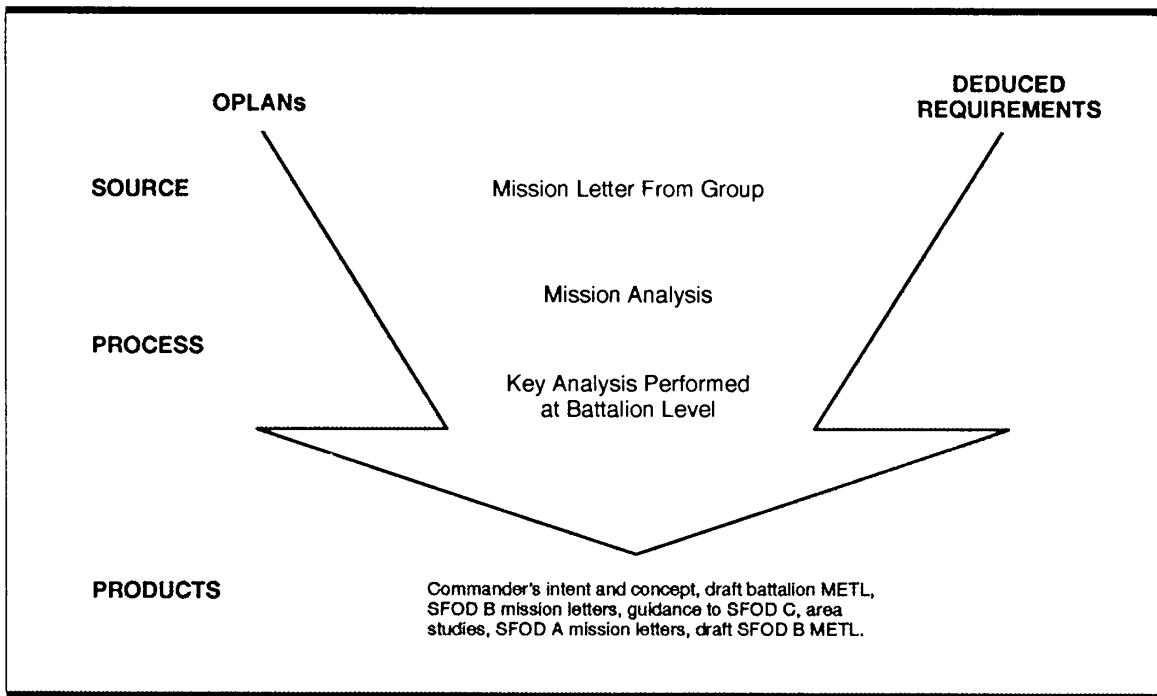 OPLANs
DEDUCED
REQUIREMENTS
SOURCE
Mission Letter From Group
Mission Analysis
PROCESS
Key Analysis Performed
at Battalion Level
PRODUCTS
Commander's intent and concept, draft battalion METL,
SFOD B mission letters, guidance to SFOD C, area
studies, SFOD A mission letters, draft SFOD B METL.